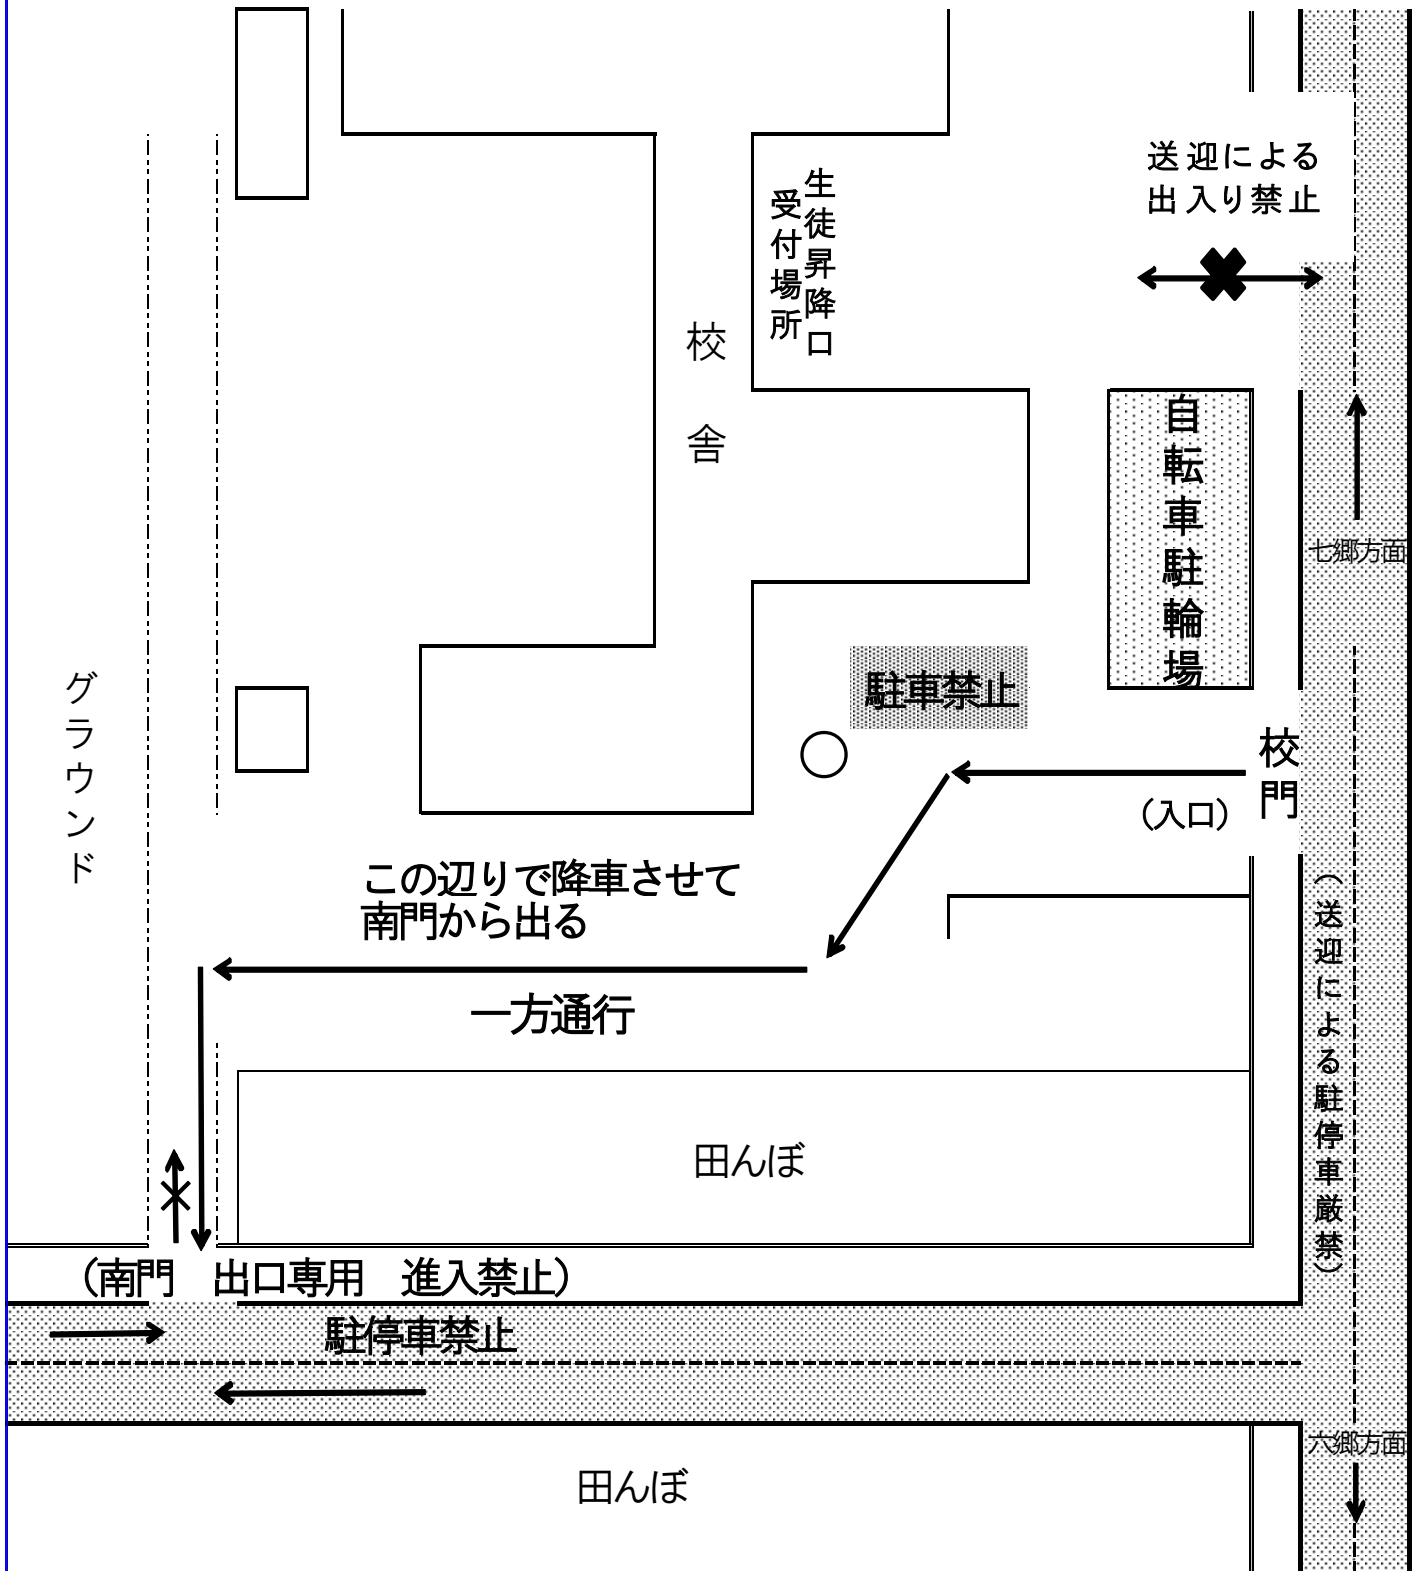 送迎による
出入り禁止
生徒昇降口
受付場所
校舎
自転車駐輪場
七郷方面
グラウンド
駐車禁止
校門
（入口）
この辺りで降車させて
南門から出る
一方通行
（送迎による駐停車厳禁）
田んぼ
（南門　出口専用　進入禁止）
駐停車禁止
六郷方面
田んぼ